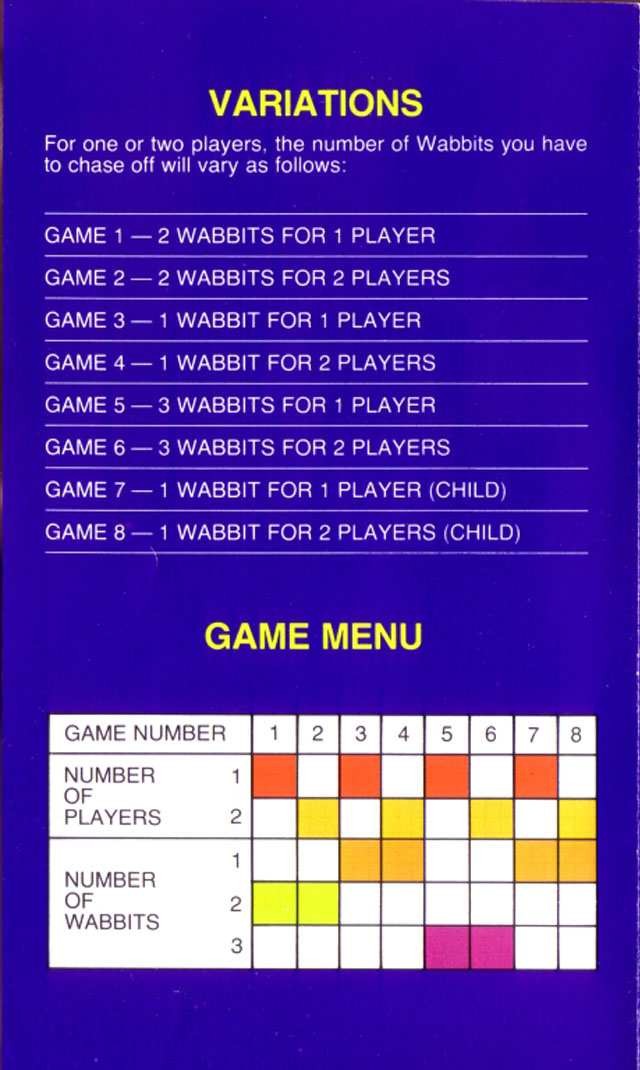 VARIATIONS
For one or two players, the number of Wabbits you have
to chase off will vary as follows:
GAME 1 — 2 WABBITS FOR 1 PLAYER
GAME 2 — 2 WABBITS FOR 2 PLAYERS
GAME 3 — 1 WABBIT FOR 1 PLAYER
GAME 4 — 1 WABBIT FOR 2 PLAYERS
GAME 5 — 3 WABBITS FOR 1 PLAYER
GAME 6 — 3 WABBITS FOR 2 PLAYERS
GAME 7 — 1 WABBIT FOR 1 PLAYER (CHILD)
GAME 8 — 1 WABBIT FOR 2 PLAYERS (CHILD)
GAME MENU
GAME NUMBER 1 2 3 4 5 6 7 8
NUMBER 1
OF
PLAYERS 2
1
NUMBER
OF 2
WABBITS
3